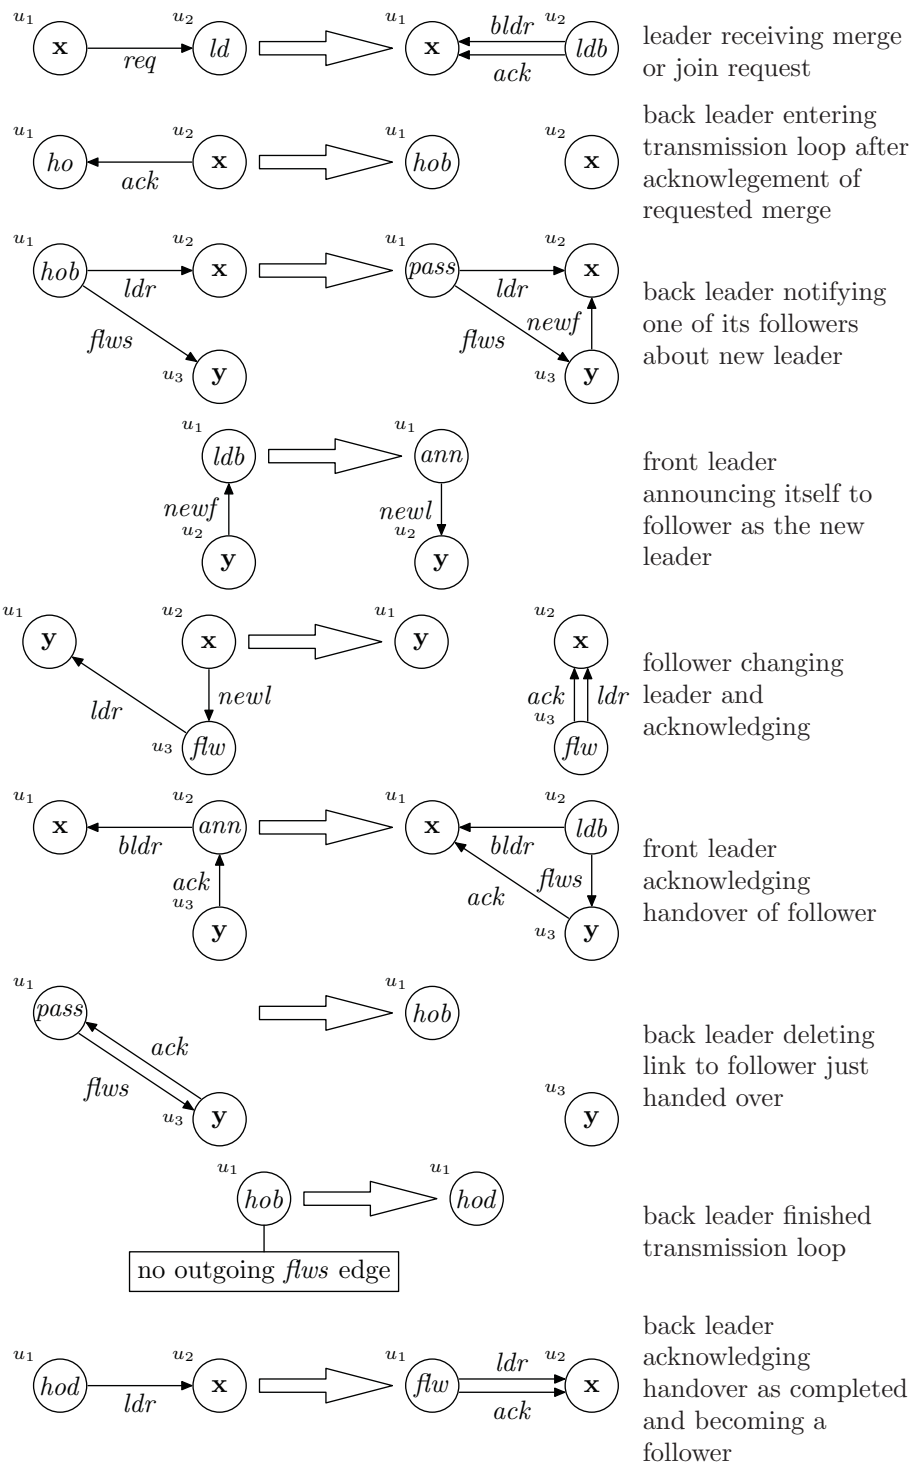 u1 u2 u1 u2
x req ld x bldr ack ldb
leader receiving merge
or join request
u1 u2 u1 u2
ho ack x hob x
back leader entering
transmission loop after
acknowlegement of
requested merge
u1 u2 u1 u2
hob ldr x pass ldr x
flws flws newf
u3 y u3 y
back leader notifying
one of its followers
about new leader
u1 u1
ldb ann
newf newl
u2 u2
y y
front leader
announcing itself to
follower as the new
leader
u1 u2 u1 u2
y x y x
ldr newl ack ldr
u3 flw u3 flw
follower changing
leader and
acknowledging
u1 u2 u1 u2
x bldr ann x bldr ldb
ack ack flws
u3 y u3 y
front leader
acknowledging
handover of follower
u1 u1
pass hob
ack
flws
u3 y u3 y
back leader deleting
link to follower just
handed over
u1 u1
hob hod
no outgoing flws edge
back leader finished
transmission loop
u1 u2 u1 u2
hod ldr x flw ldr ack x
back leader
acknowledging
handover as completed
and becoming a
follower